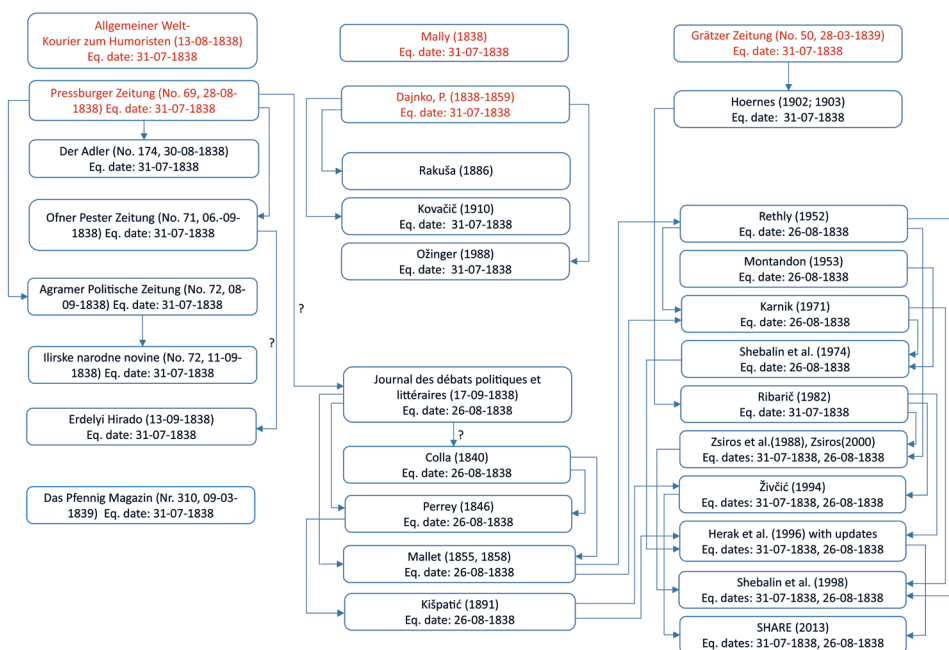 Allgemeiner Welt-
Kourier zum Humoristen (13-08-1838)
Eq. date: 31-07-1838
Pressburger Zeitung (No. 69, 28-08-
1838) Eq. date: 31-07-1838
Der Adler (No. 174, 30-08-1838)
Eq. date: 31-07-1838
Ofner Pester Zeitung (No. 71, 06.-09-
1838) Eq. date: 31-07-1838
Agramer Politische Zeitung (No. 72, 08-
09-1838) Eq. date: 31-07-1838
Ilirske narodne novine (No. 72, 11-09-
1838) Eq. date: 31-07-1838
Erdelyi Hirado (13-09-1838)
Eq. date: 31-07-1838
Das Pfennig Magazin (Nr. 310, 09-03-
1839) Eq. date: 31-07-1838
?
?
Mally (1838)
Eq. date: 31-07-1838
Dajnko, P. (1838-1859)
Eq. date: 31-07-1838
Rakuša (1886)
Kovačič (1910)
Eq. date: 31-07-1838
Ožinger (1988)
Eq. date: 31-07-1838
Journal des débats politiques et
littéraires (17-09-1838)
Eq. date: 26-08-1838
?
Colla (1840)
Eq. date: 26-08-1838
Perrey (1846)
Eq. date: 26-08-1838
Mallet (1855, 1858)
Eq. date: 26-08-1838
Kišpatić (1891)
Eq. date: 26-08-1838
Grätzer Zeitung (No. 50, 28-03-1839)
Eq. date: 31-07-1838
Hoernes (1902; 1903)
Eq. date: 31-07-1838
Rethly (1952)
Eq. date: 26-08-1838
Montandon (1953)
Eq. date: 26-08-1838
Karnik (1971)
Eq. date: 26-08-1838
Shebalin et al. (1974)
Eq. date: 26-08-1838
Ribarič (1982)
Eq. date: 31-07-1838
Zsiros et al.(1988), Zsiros(2000)
Eq. dates: 31-07-1838, 26-08-1838
Živčić (1994)
Eq. dates: 31-07-1838, 26-08-1838
Herak et al. (1996) with updates
Eq. dates: 31-07-1838, 26-08-1838
Shebalin et al. (1998)
Eq. dates: 31-07-1838, 26-08-1838
SHARE (2013)
Eq. dates: 31-07-1838, 26-08-1838